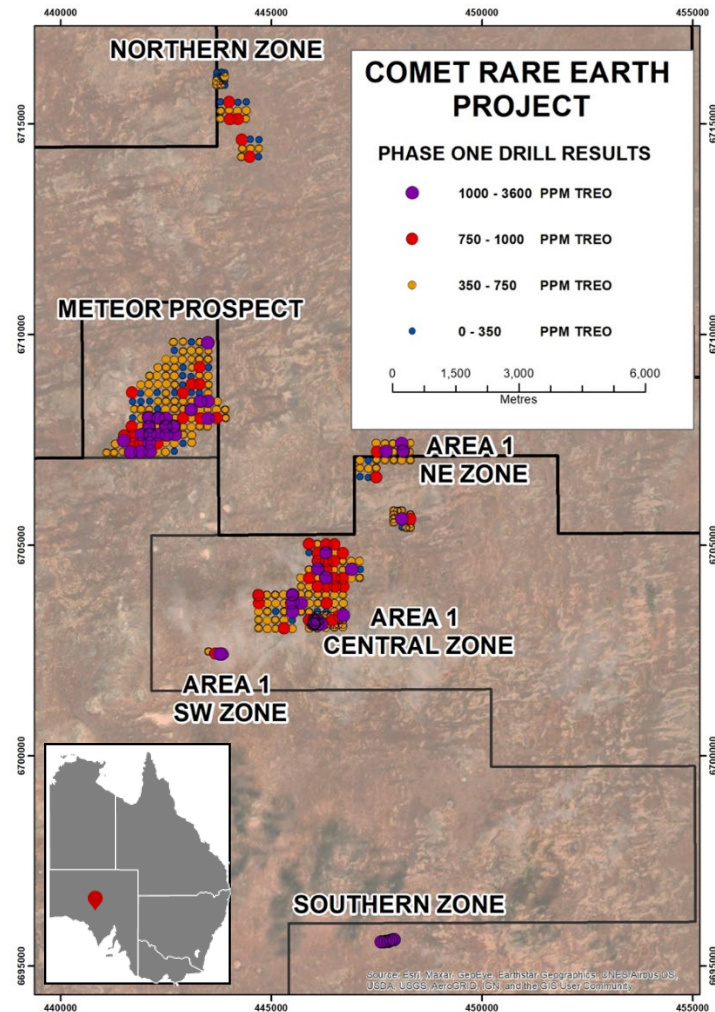 440000
445000
450000
455000
NORTHERN ZONE
COMET RARE EARTH
PROJECT
PHASE ONE DRILL RESULTS
1000 - 3600 PPM TREO
750 - 1000 PPM TREO
350 - 750 PPM TREO
0 - 350 PPM TREO
0 1,500 3,000 6,000
Metres
6715000
6715000
METEOR PROSPECT
6710000
6710000
AREA 1
NE ZONE
6705000
6705000
AREA 1
CENTRAL ZONE
AREA 1
SW ZONE
6700000
6700000
SOUTHERN ZONE
6695000
6695000
Source: Esri, Maxar, GeoEye, Earthstar Geographics, CNES/Airbus DS,
USDA, USGS, AeroGRID, IGN, and the GIS User Community
440000
445000
450000
455000